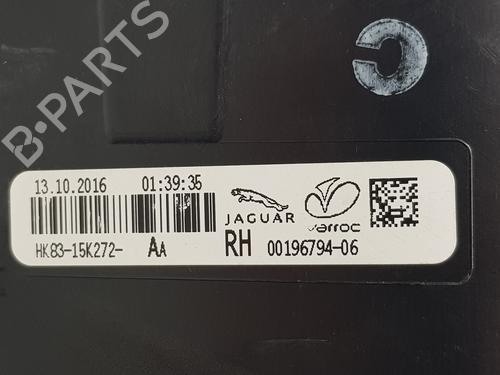 B-PARTS
13.10.2016 01:39:35
JAGUAR
varroc
HK83-15K272- AA RH 00196794-06